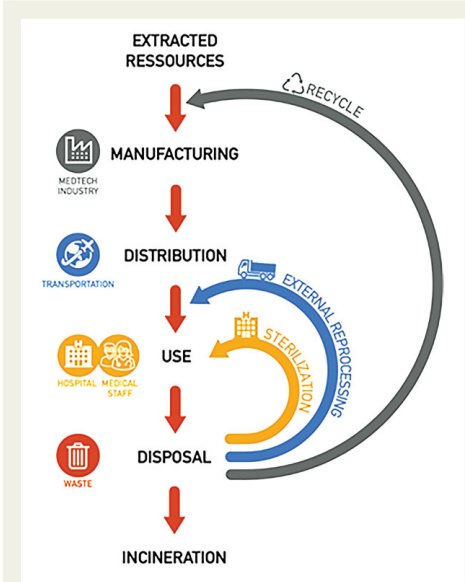 EXTRACTED
RESSOURCES
RECYCLE
MANUFACTURING
MEDTECH
INDUSTRY
DISTRIBUTION
TRANSPORTATION
EXTERNAL REPROCESSING
H
STERILIZATION
USE
H
HOSPITAL
MEDICAL
STAFF
DISPOSAL
WASTE
INCINERATION